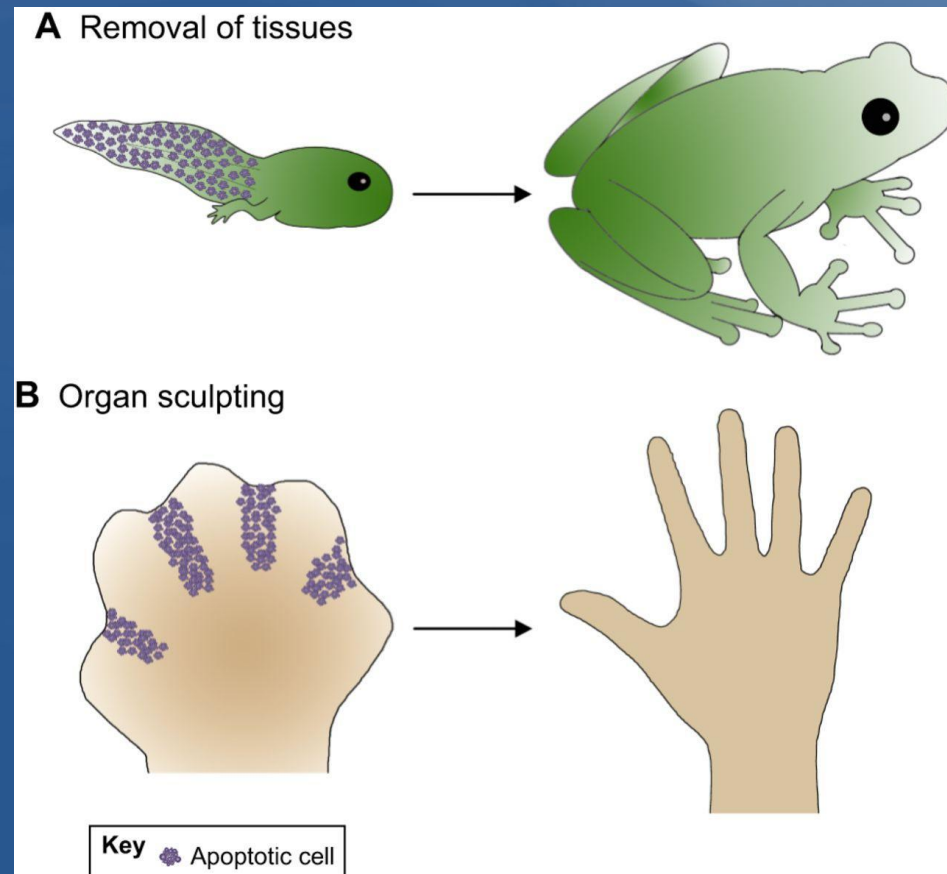 A Removal of tissues
B Organ sculpting
Key Apoptotic cell